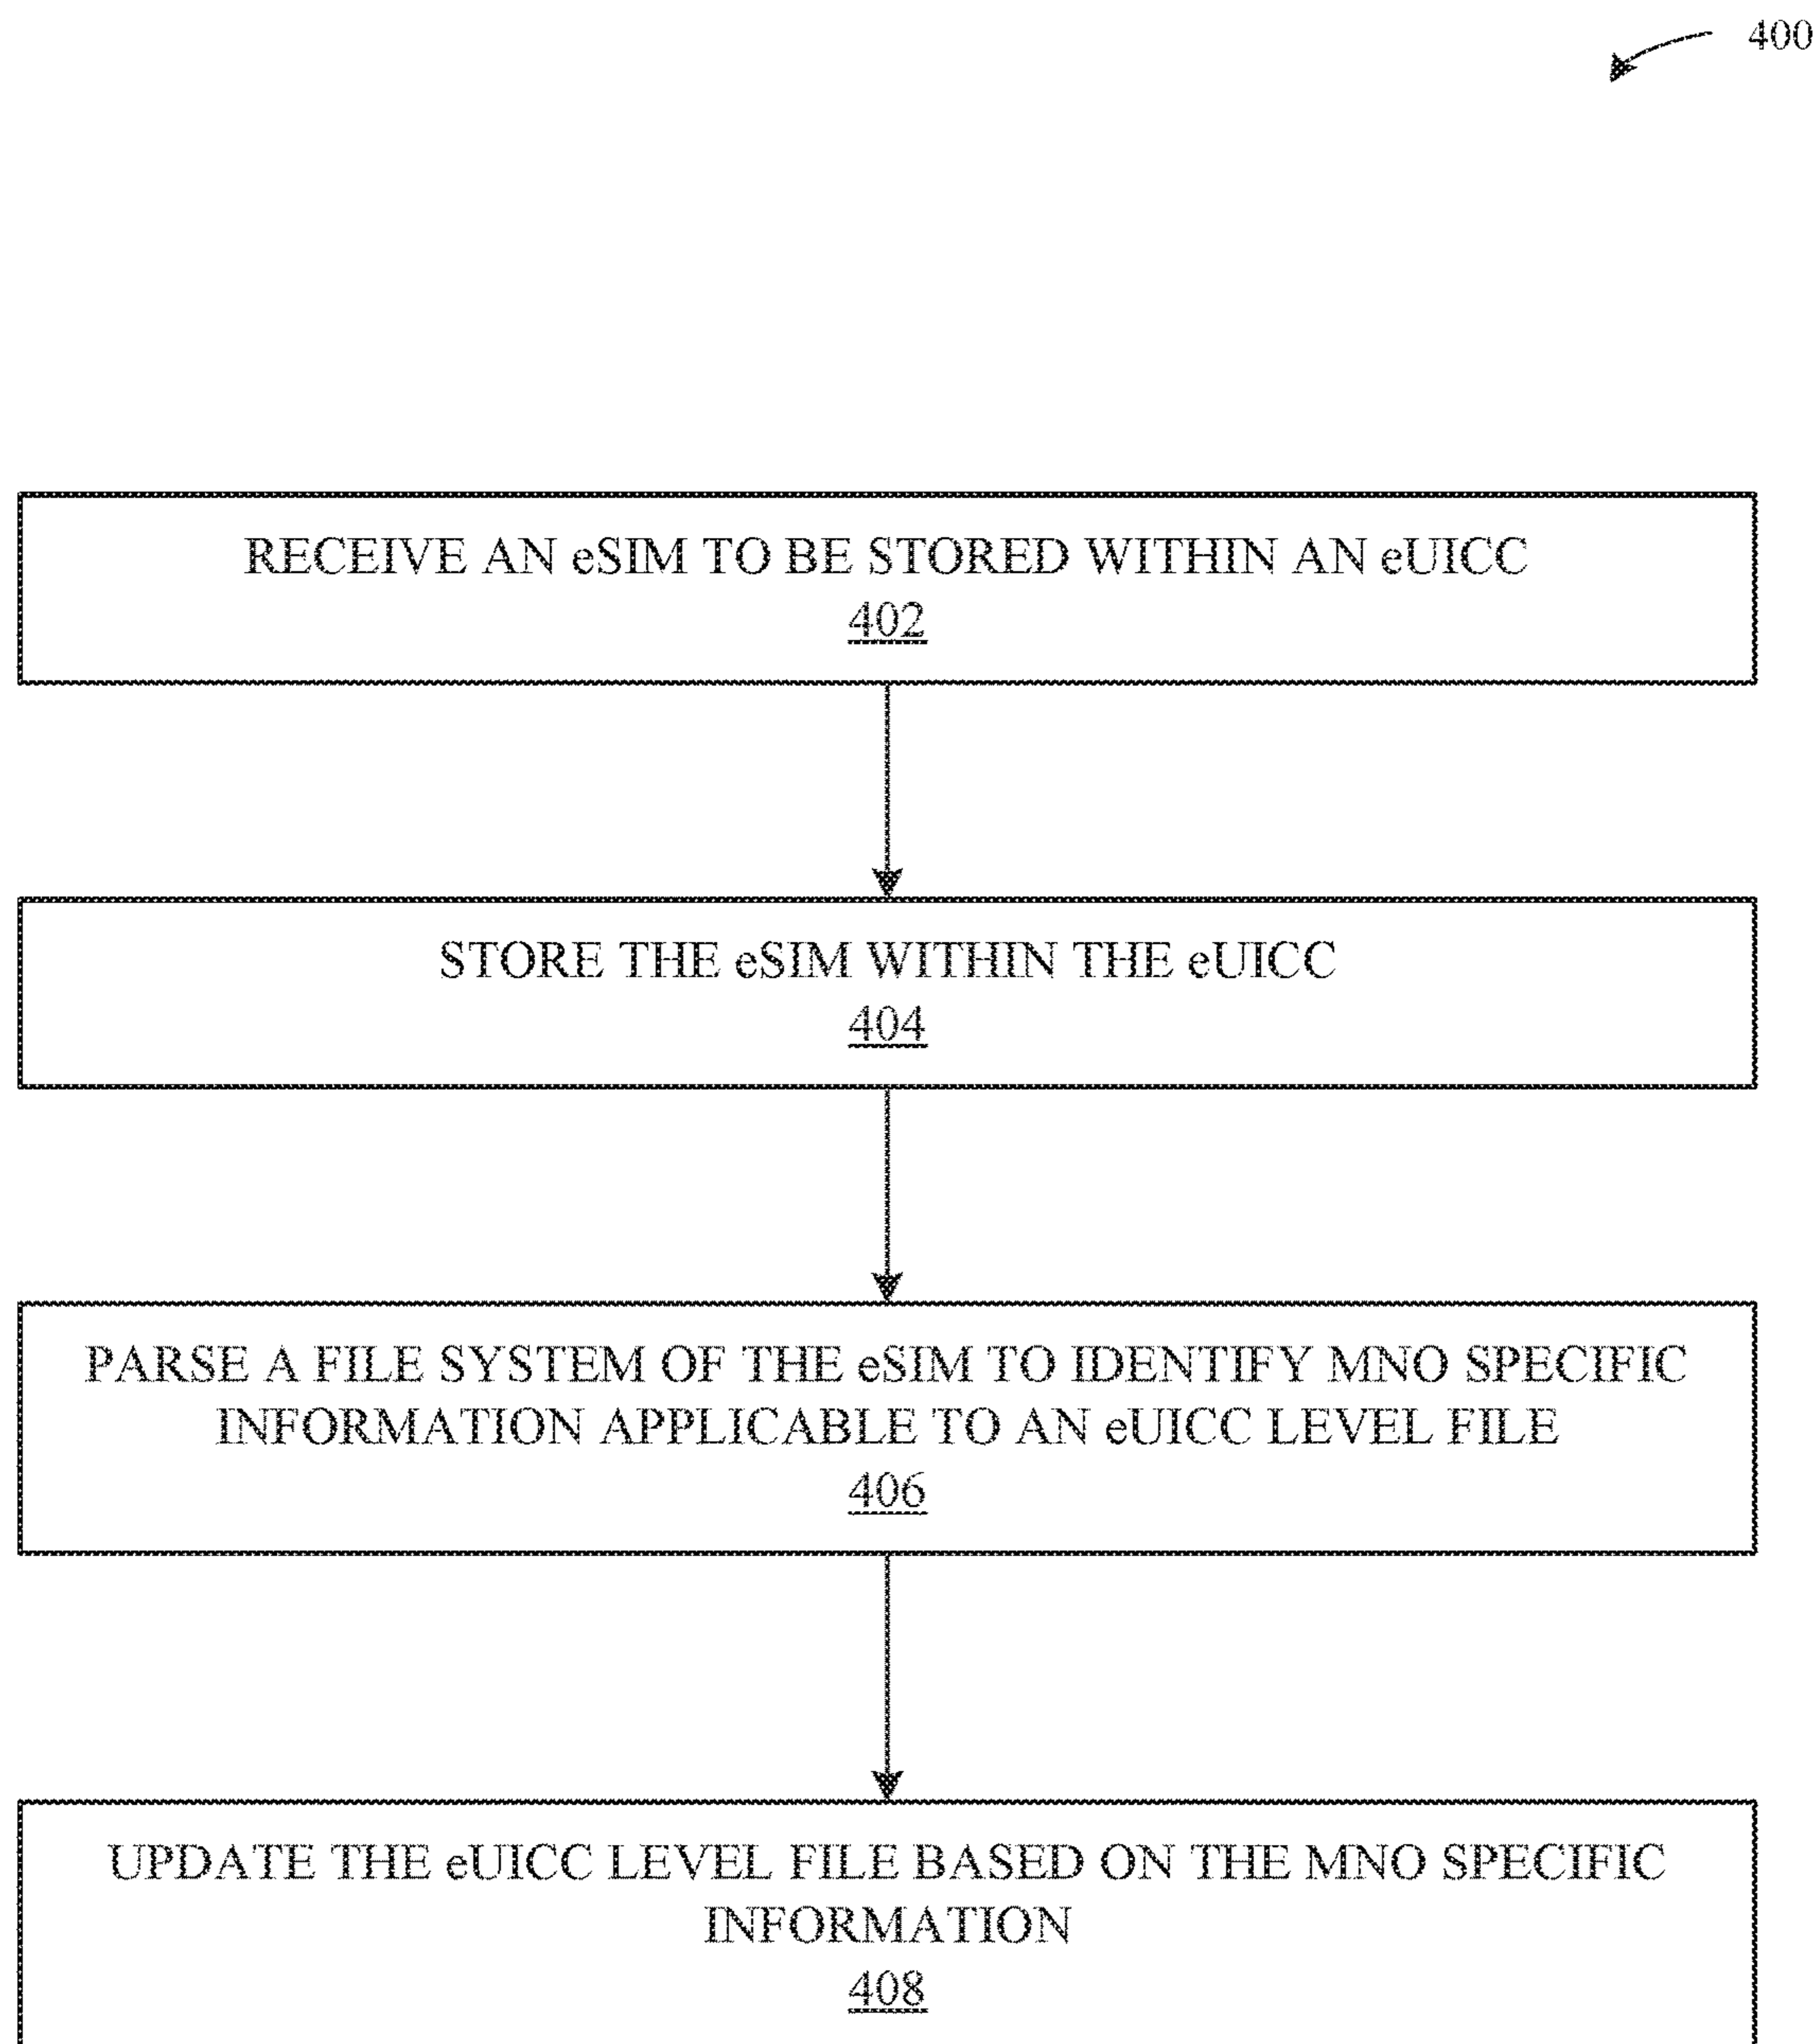 400
RECEIVE AN eSIM TO BE STORED WITHIN AN eUICC
402
STORE THE eSIM WITHIN THE eUICC
404
PARSE A FILE SYSTEM OF THE eSIM TO IDENTIFY MNO SPECIFIC
INFORMATION APPLICABLE TO AN eUICC LEVEL FILE
406
UPDATE THE eUICC LEVEL FILE BASED ON THE MNO SPECIFIC
INFORMATION
408